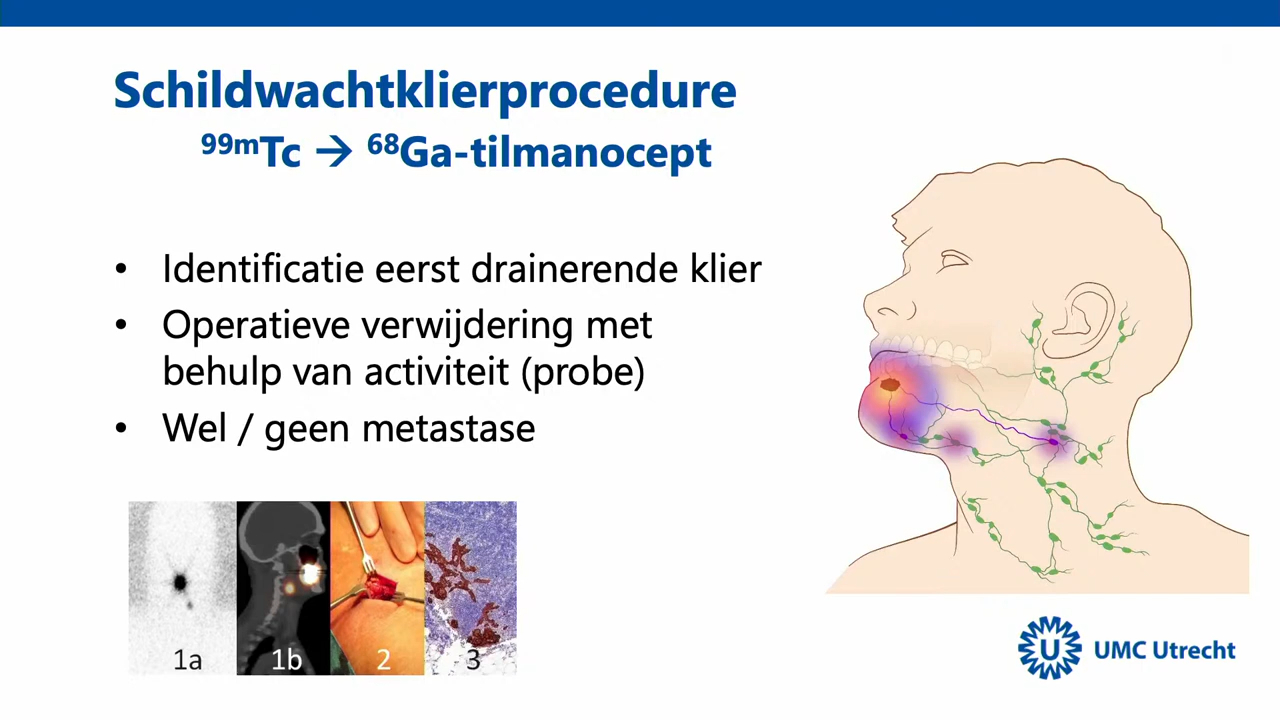 Schildwachtklierprocedure
⁹⁹ᵐTc → ⁶⁸Ga-tilmanocept
• Identificatie eerst drainerende klier
• Operatieve verwijdering met
behulp van activiteit (probe)
• Wel / geen metastase
1a 1b 2 3
U UMC Utrecht